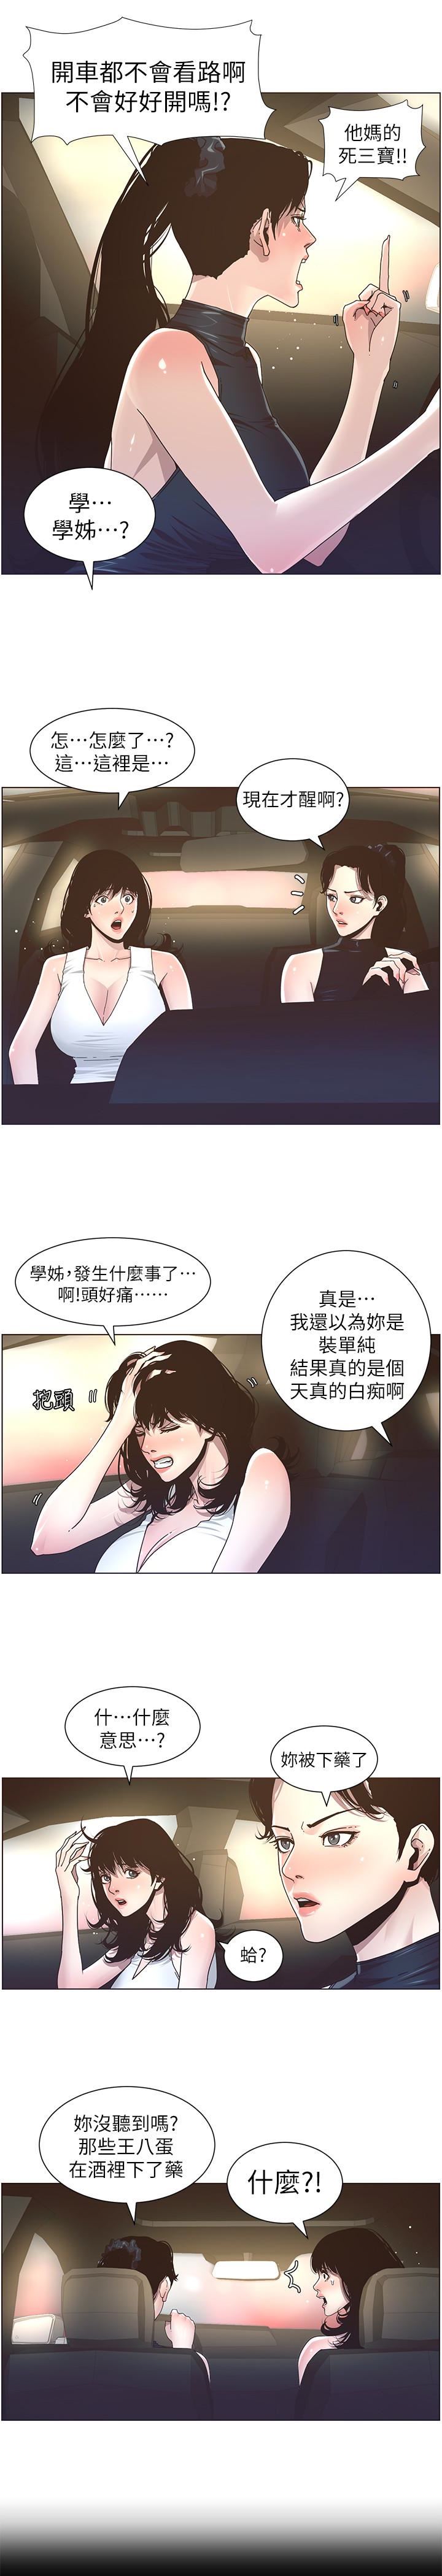 開車都不會看路啊
不會好好開嗎!?
他媽的
死三寶!!
學⋯
學姊⋯?
怎⋯怎麼了⋯?
這⋯這裡是⋯
現在才醒啊?
學姊,發生什麼事了⋯
啊!頭好痛⋯⋯
真是⋯
我還以為妳是
裝單純
結果真的是個
天真的白痴啊
抱頭
什⋯什麼
意思⋯?
妳被下藥了
蛤?
妳沒聽到嗎?
那些王八蛋
在酒裡下了藥
什麼?!